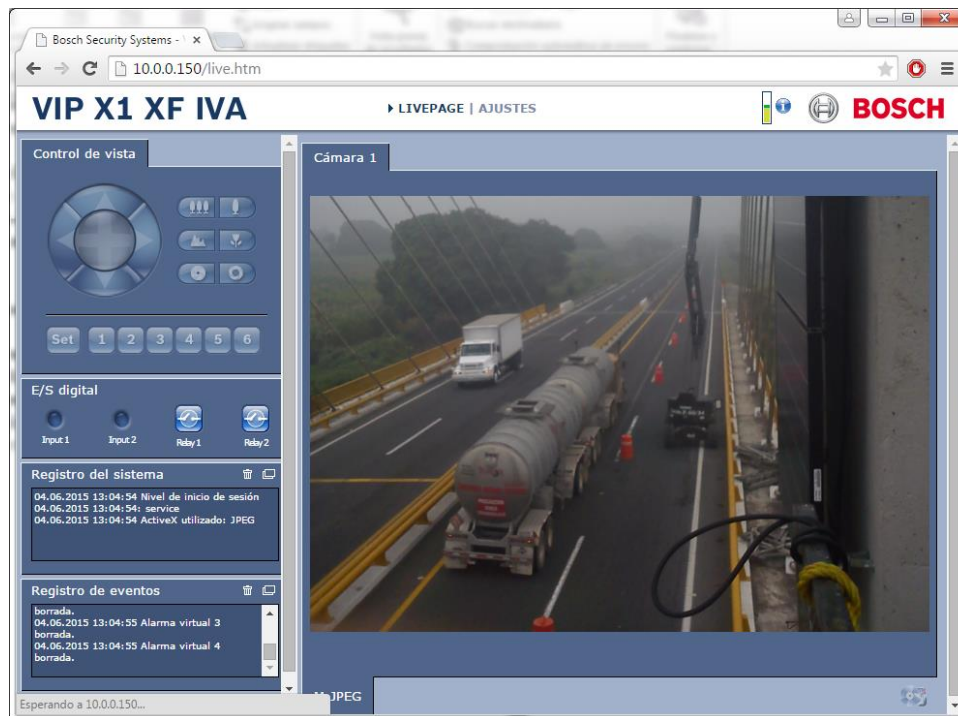 Bosch Security Systems -
10.0.0.150/live.htm
VIP X1 XF IVA
LIVEPAGE | AJUSTES
BOSCH
Control de vista
Cámara 1
Set 1 2 3 4 5 6
E/S digital
Input 1 Input 2 Relay 1 Relay 2
Registro del sistema
04.06.2015 13:04:54 Nivel de inicio de
sesión
04.06.2015 13:04:54: service
04.06.2015 13:04:54 ActiveX utilizado: JPEG
Registro de eventos
borrada.
04.06.2015 13:04:55 Alarma virtual 3
borrada.
04.06.2015 13:04:55 Alarma virtual 4
borrada.
JPEG
Esperando a 10.0.0.150...